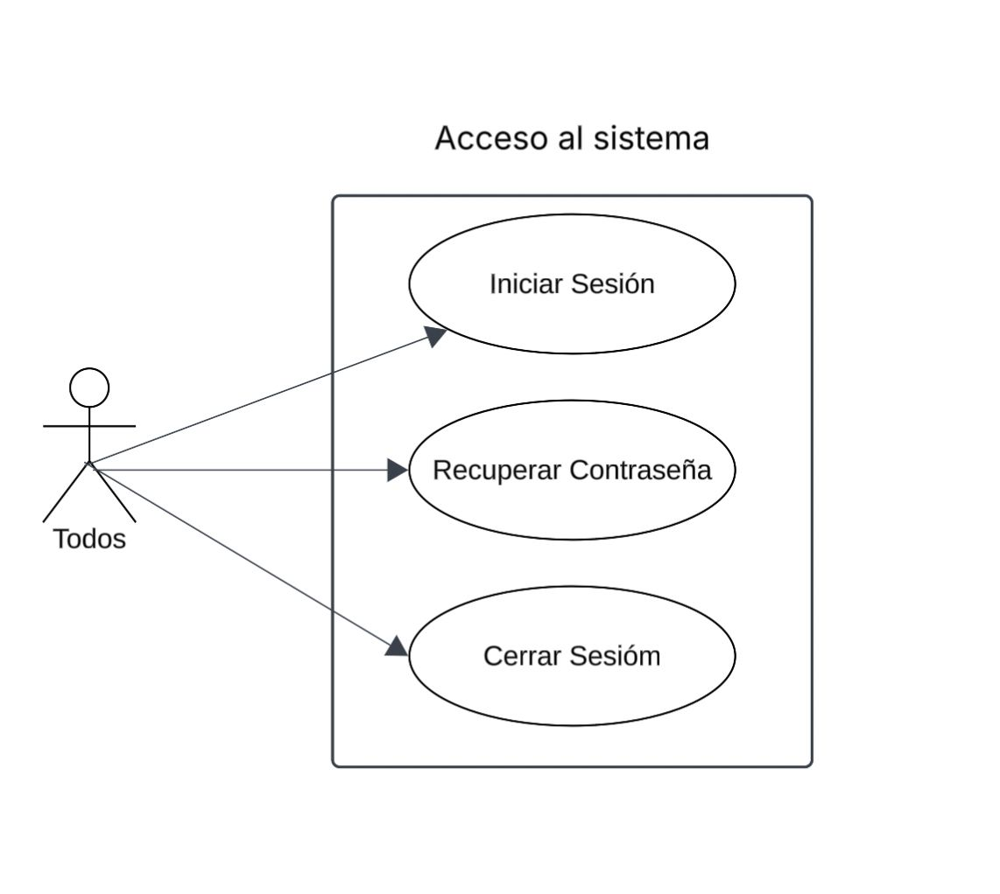 Acceso al sistema
Iniciar Sesión
Recuperar Contraseña
Todos
Cerrar Sesióm